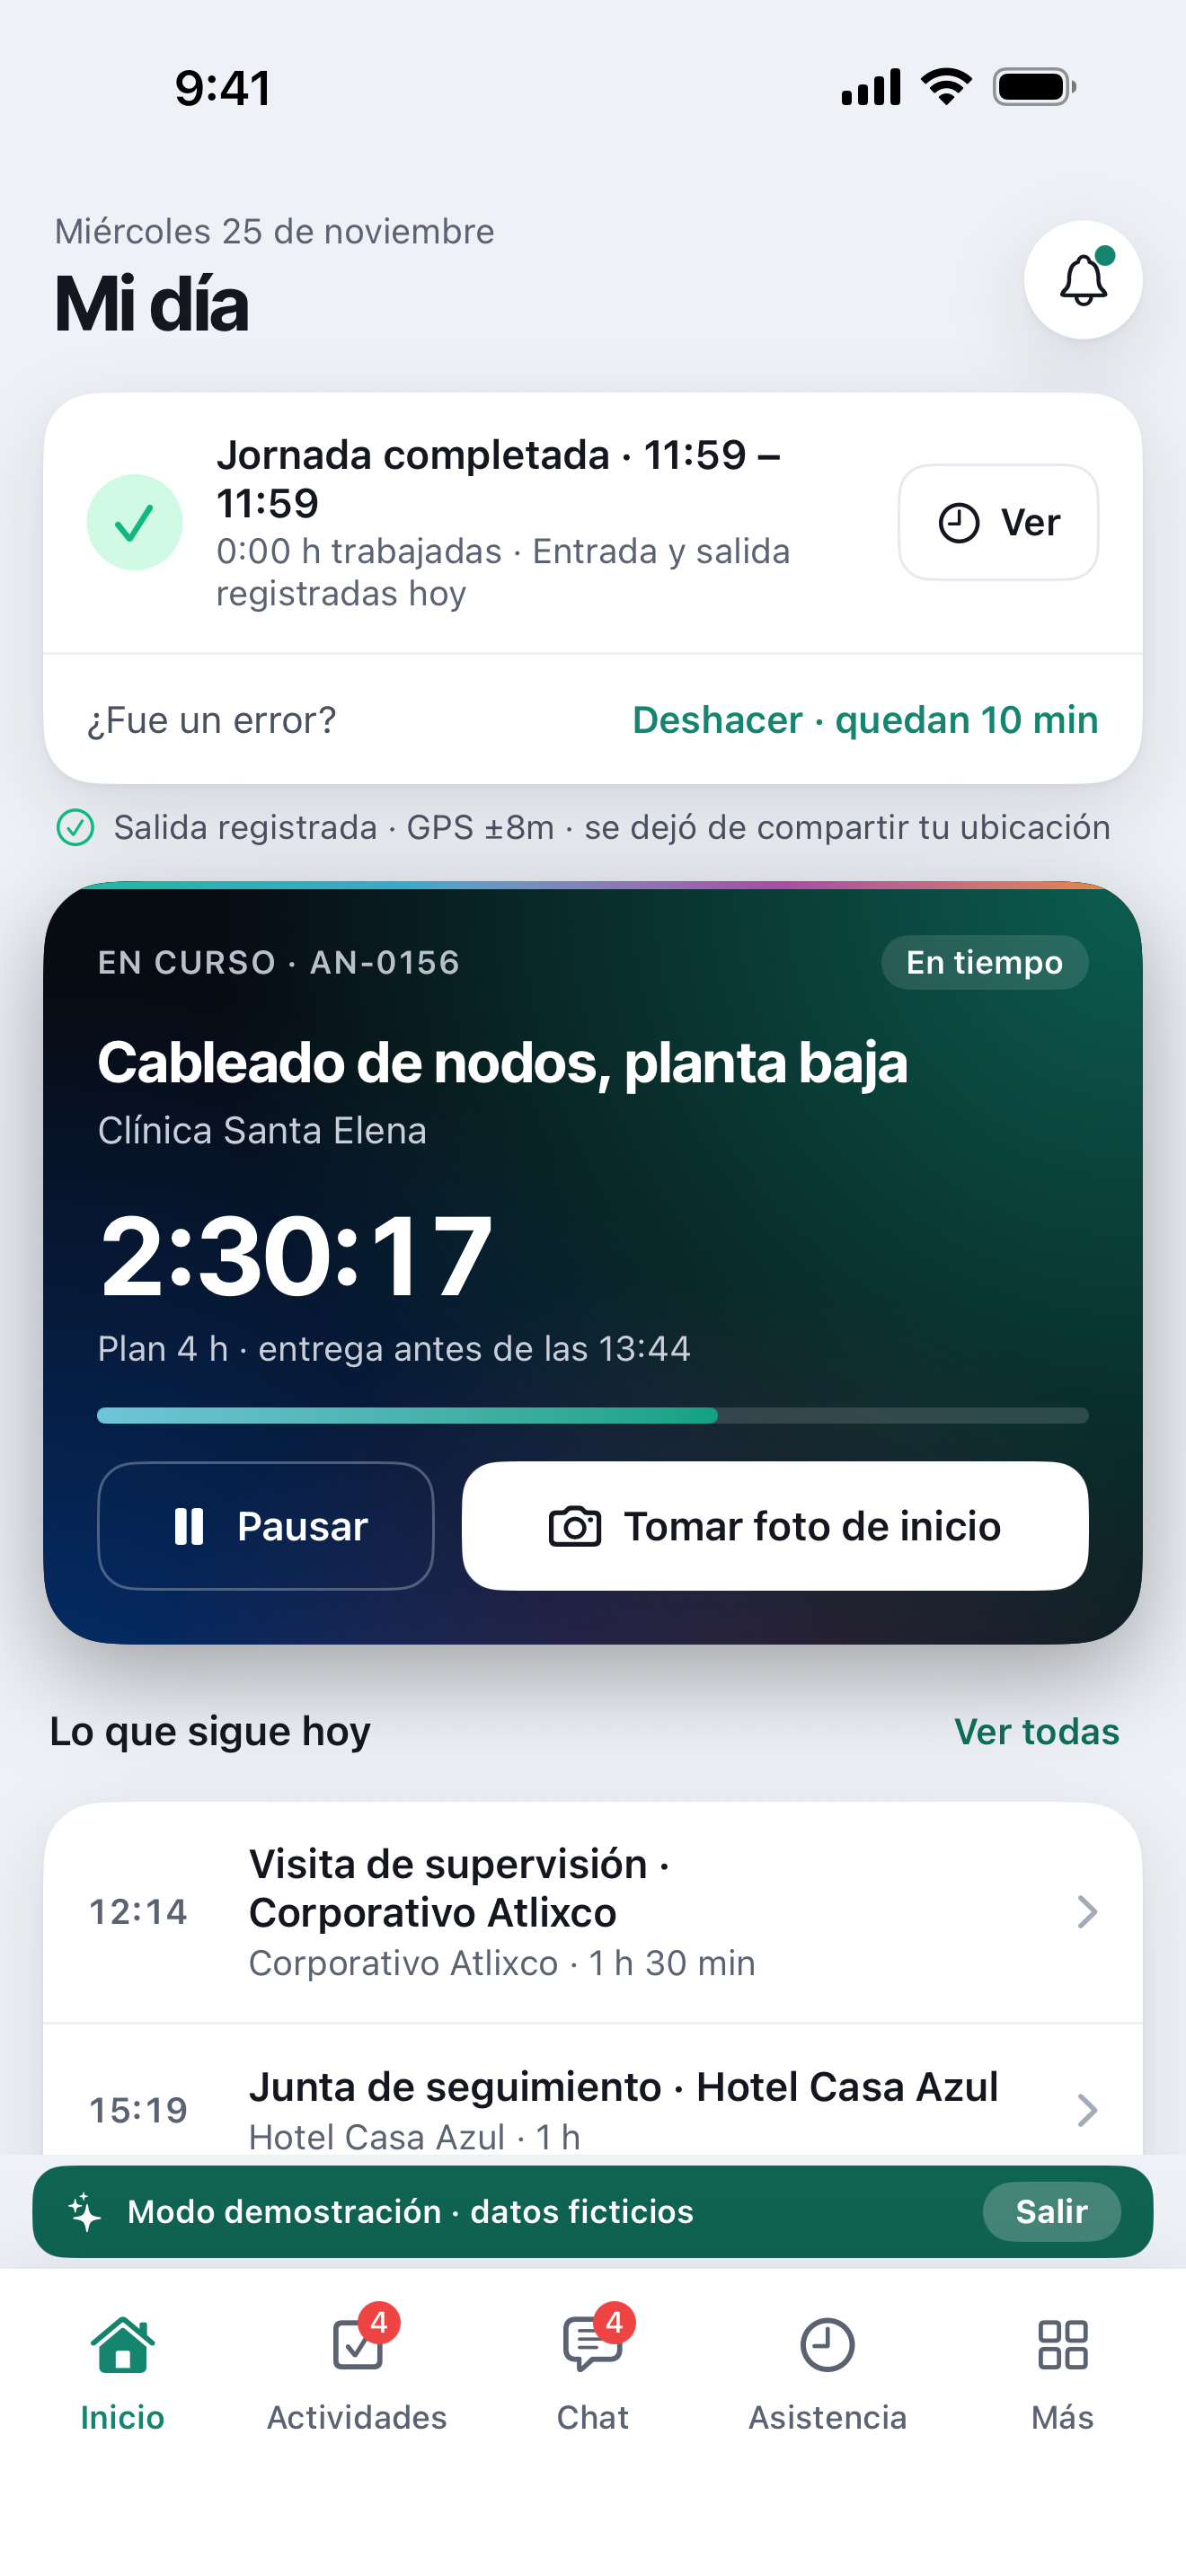 9:41
Miércoles 25 de noviembre
Mi día
Jornada completada · 11:59 –
11:59
0:00 h trabajadas · Entrada y salida
registradas hoy
Ver
¿Fue un error?
Deshacer · quedan 10 min
Salida registrada · GPS ±8m · se dejó de compartir tu ubicación
EN CURSO · AN-0156
En tiempo
Cableado de nodos, planta baja
Clínica Santa Elena
2:30:17
Plan 4 h · entrega antes de las 13:44
Pausar
Tomar foto de inicio
Lo que sigue hoy
Ver todas
12:14
Visita de supervisión ·
Corporativo Atlixco
Corporativo Atlixco · 1 h 30 min
15:19
Junta de seguimiento · Hotel Casa Azul
Hotel Casa Azul · 1 h
Modo demostración · datos ficticios
Salir
4
4
Inicio
Actividades
Chat
Asistencia
Más